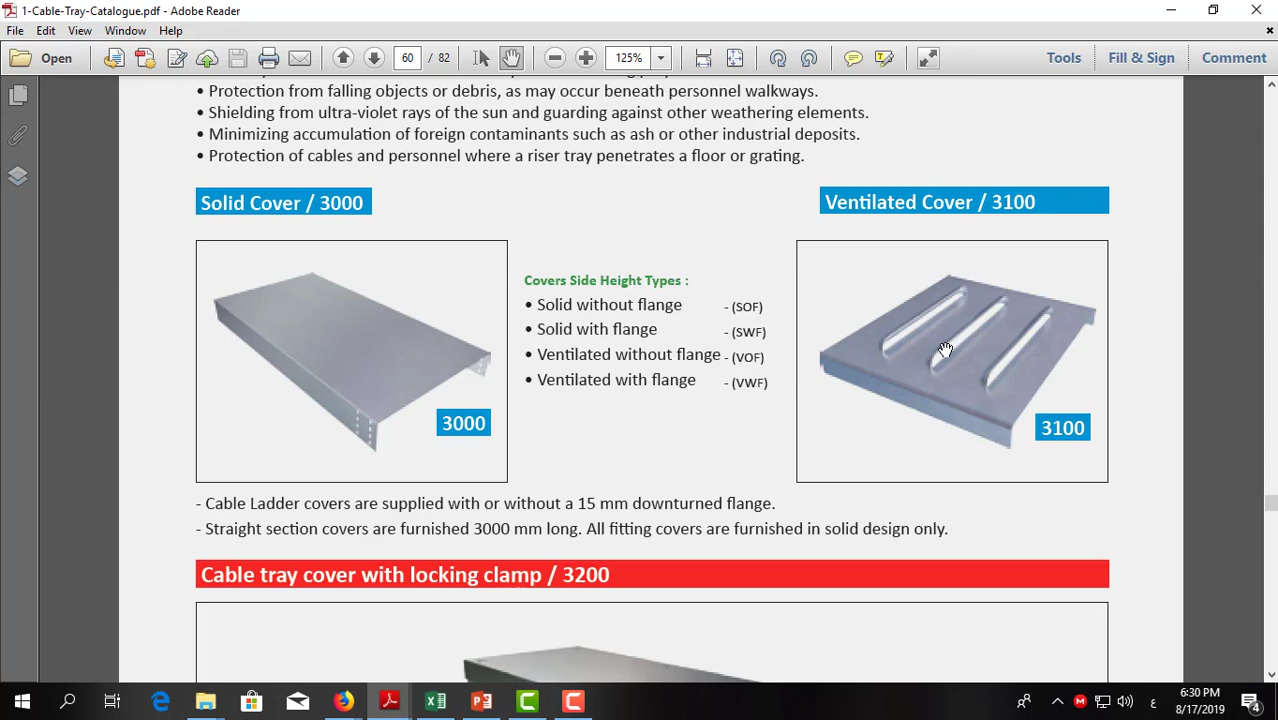 1-Cable-Tray-Catalogue.pdf - Adobe Reader
File Edit View Window Help
Open 60 / 82 125% Tools Fill & Sign Comment
• Protection from falling objects or debris, as may occur beneath personnel walkways.
• Shielding from ultra-violet rays of the sun and guarding against other weathering elements.
• Minimizing accumulation of foreign contaminants such as ash or other industrial deposits.
• Protection of cables and personnel where a riser tray penetrates a floor or grating.
Solid Cover / 3000
Ventilated Cover / 3100
Covers Side Height Types :
• Solid without flange - (SOF)
• Solid with flange - (SWF)
• Ventilated without flange - (VOF)
• Ventilated with flange - (VWF)
3000
3100
- Cable Ladder covers are supplied with or without a 15 mm downturned flange.
- Straight section covers are furnished 3000 mm long. All fitting covers are furnished in solid design only.
Cable tray cover with locking clamp / 3200
ع 6:30 PM
8/17/2019 4